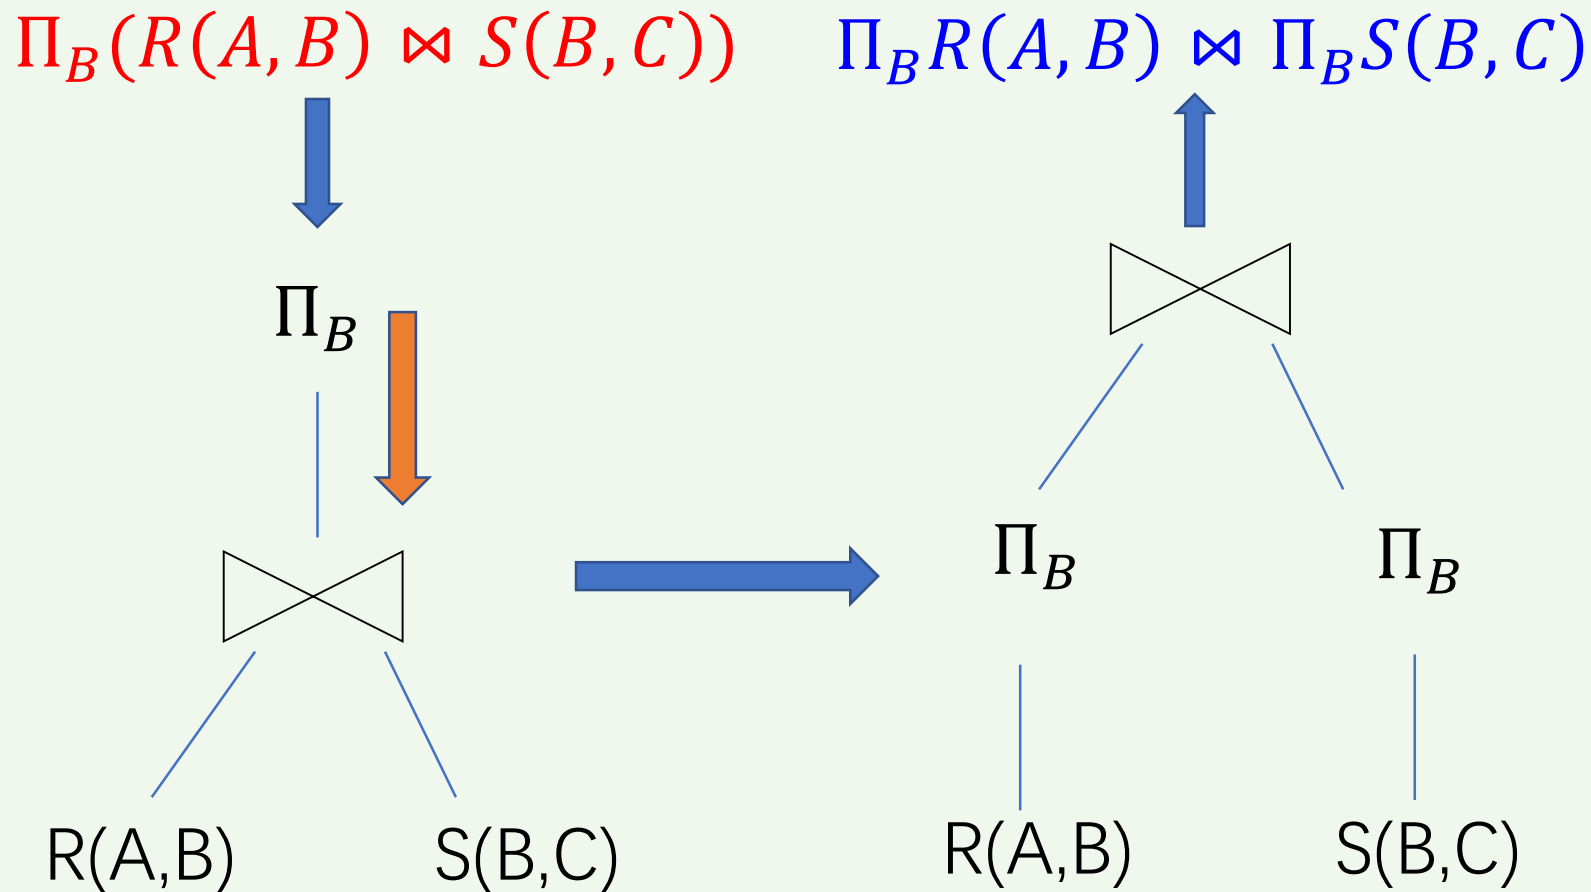 Π_B(R(A,B) ⋈ S(B,C))
Π_B R(A,B) ⋈ Π_B S(B,C)
Π_B
Π_B
Π_B
R(A,B)
S(B,C)
R(A,B)
S(B,C)